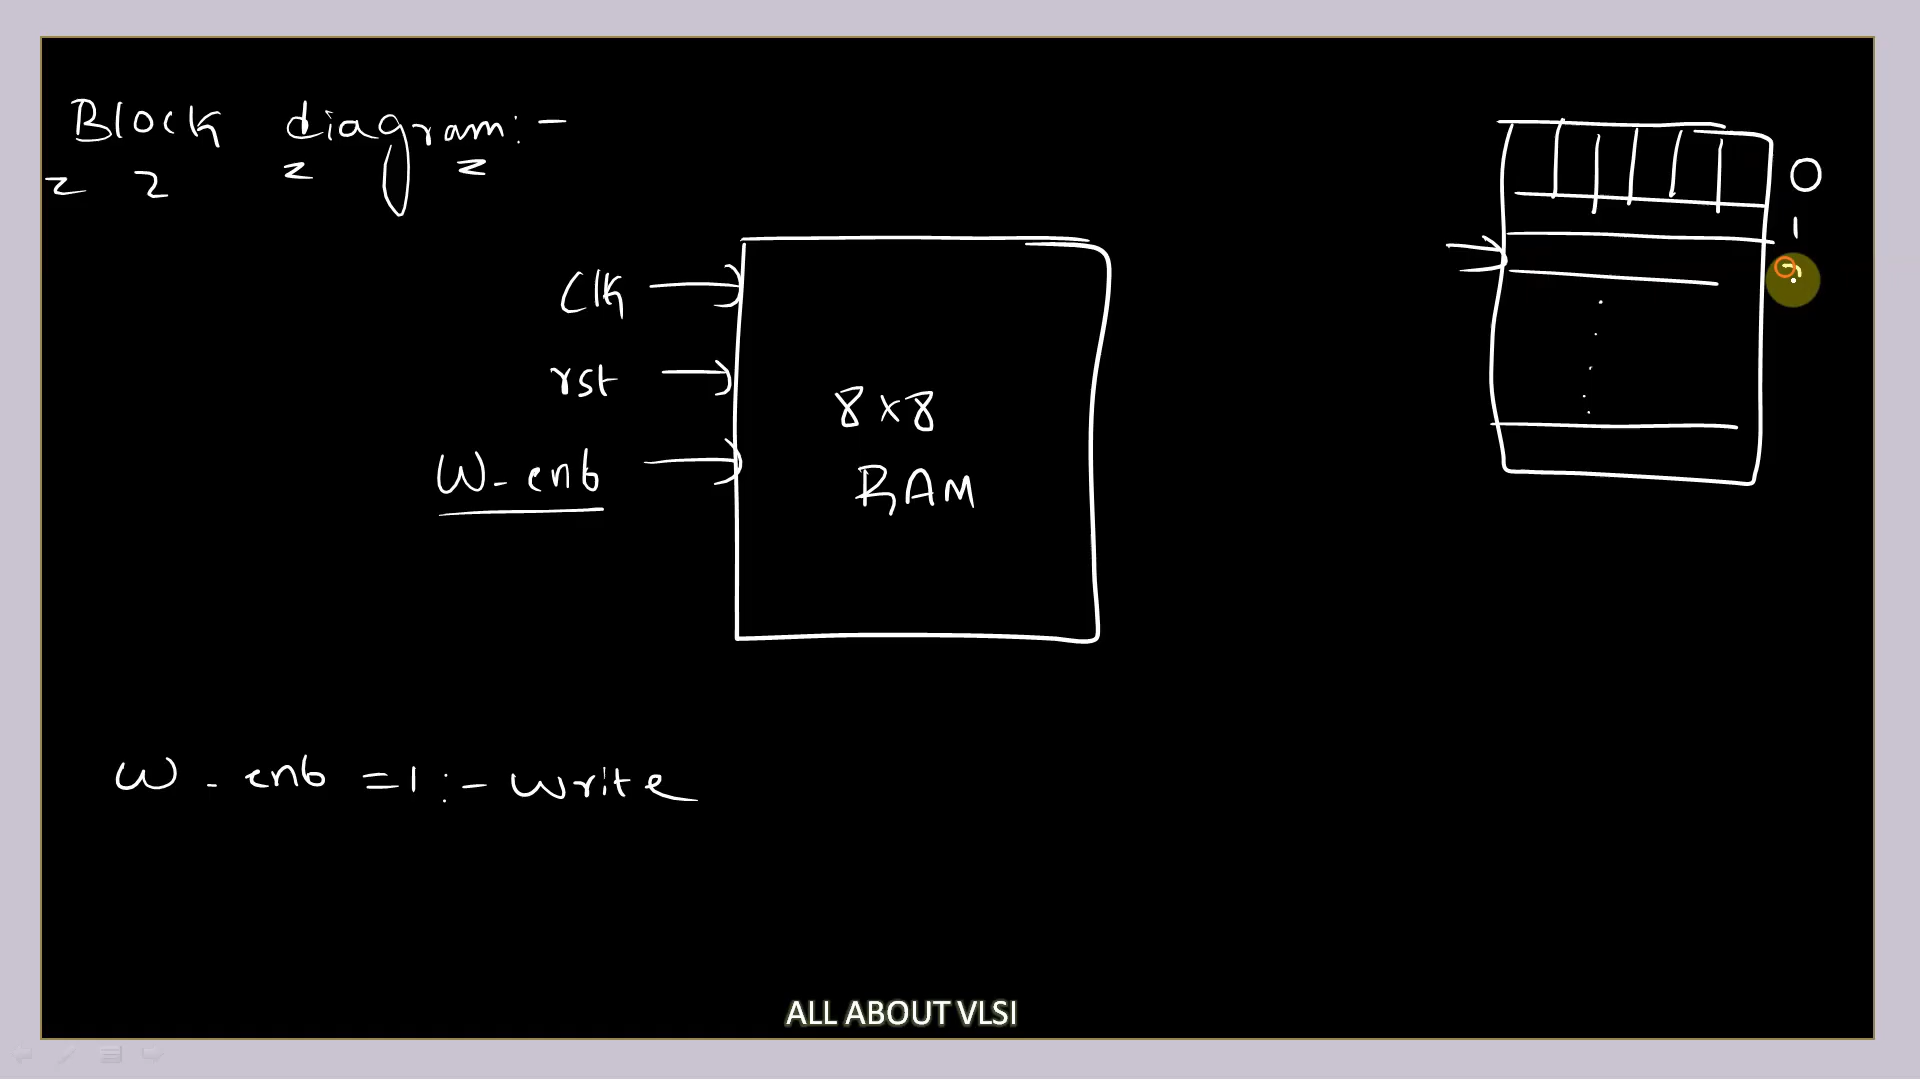 Block diagram:-
0
1
Clk
rst
8x8
W-enb
RAM
W-enb =1:- write
ALL ABOUT VLSI